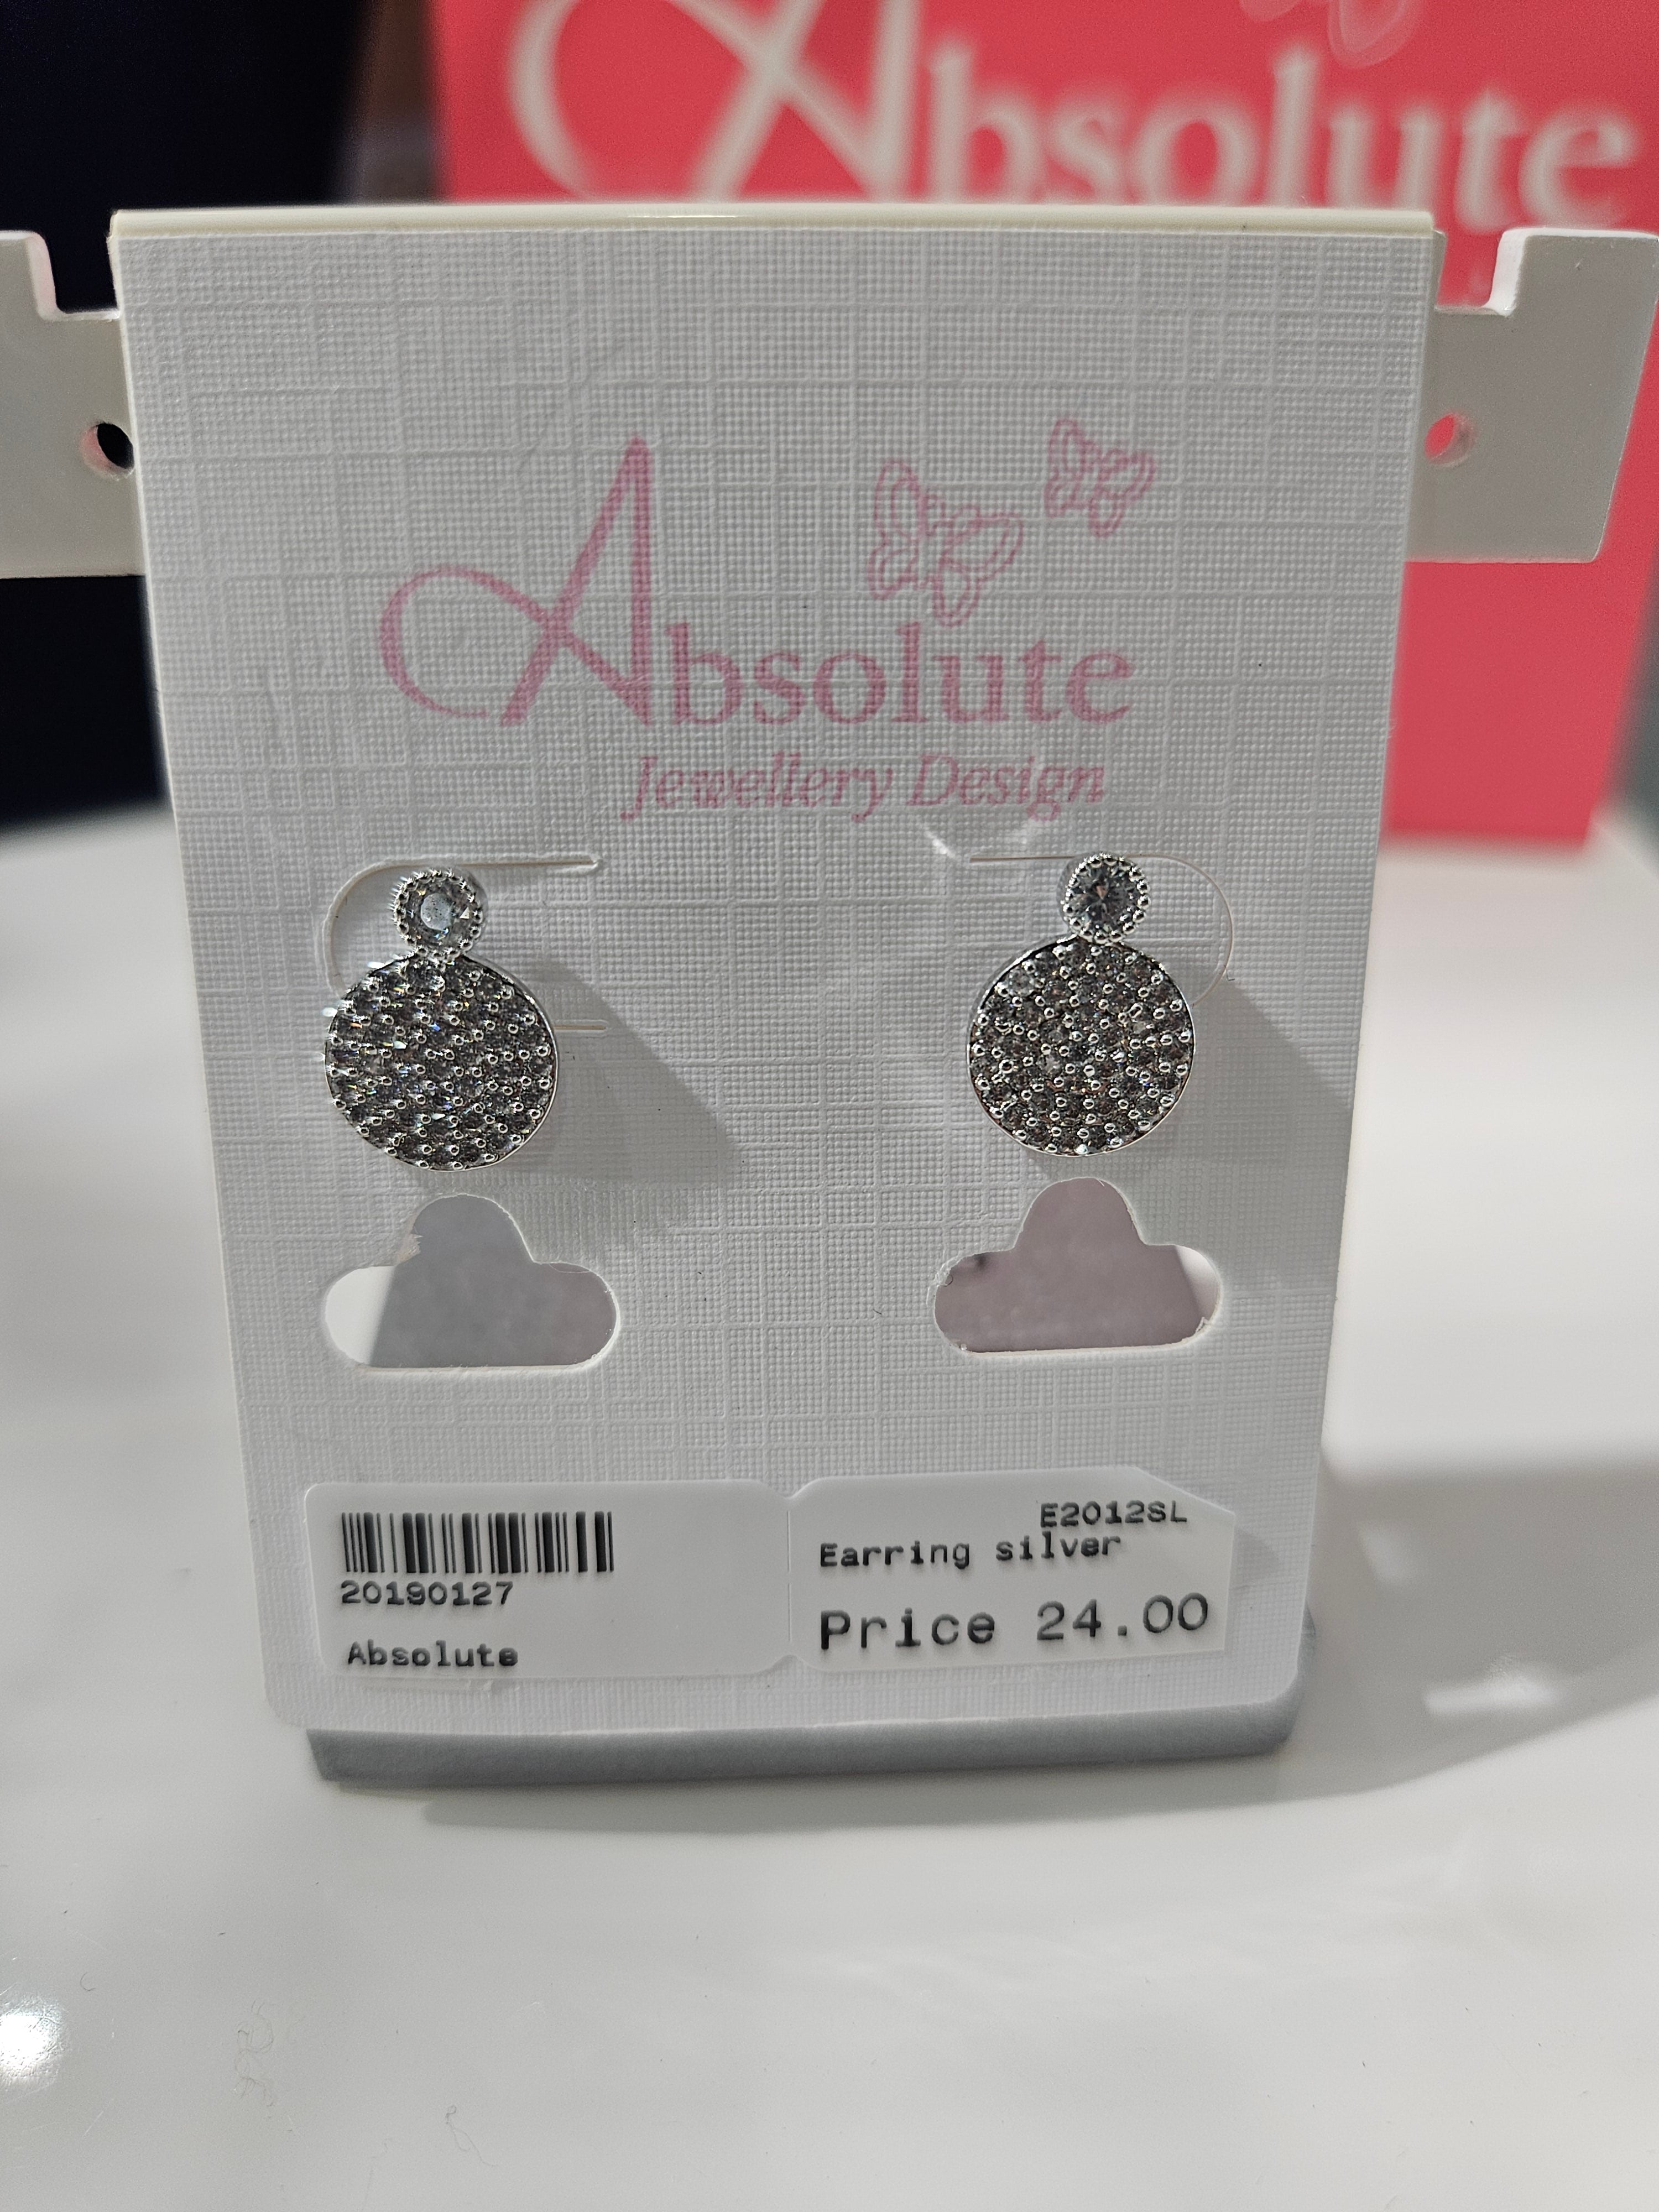 Absolute
Absolute
Jewellery Design
20190127
Absolute
E2012SL
Earring silver
Price 24.00